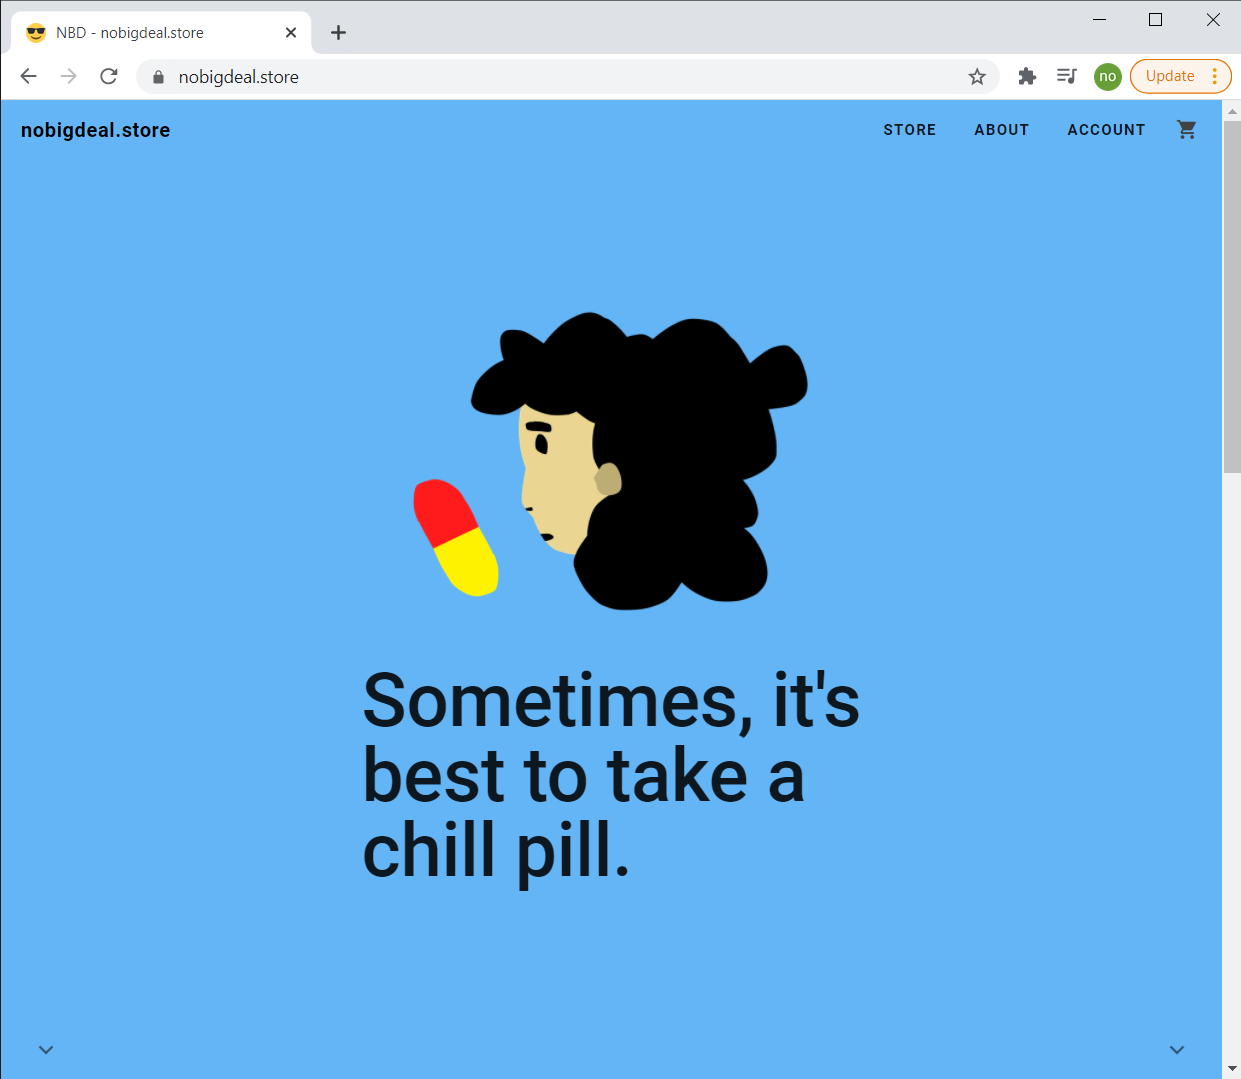 NBD - nobigdeal.store
nobigdeal.store
no
Update
nobigdeal.store
STORE
ABOUT
ACCOUNT
Sometimes, it's
best to take a
chill pill.